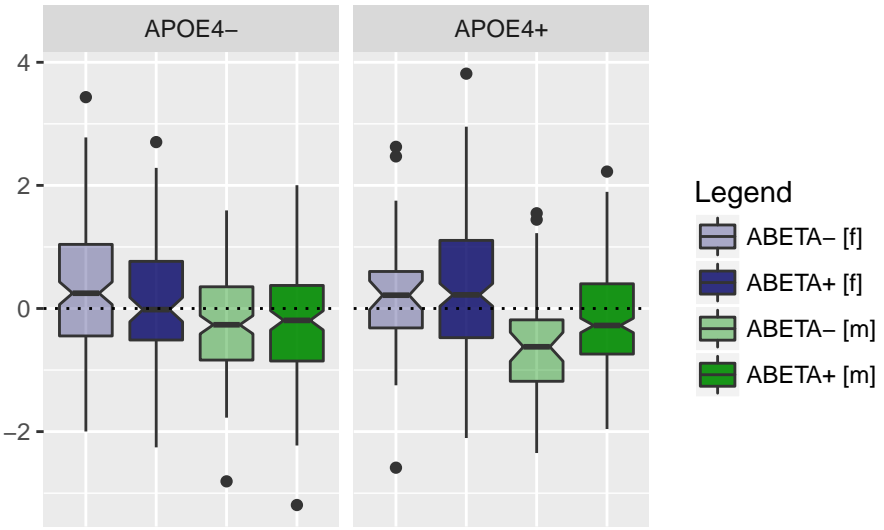 APOE4− APOE4+
4
2
0
−2
Legend
ABETA− [f]
ABETA+ [f]
ABETA− [m]
ABETA+ [m]